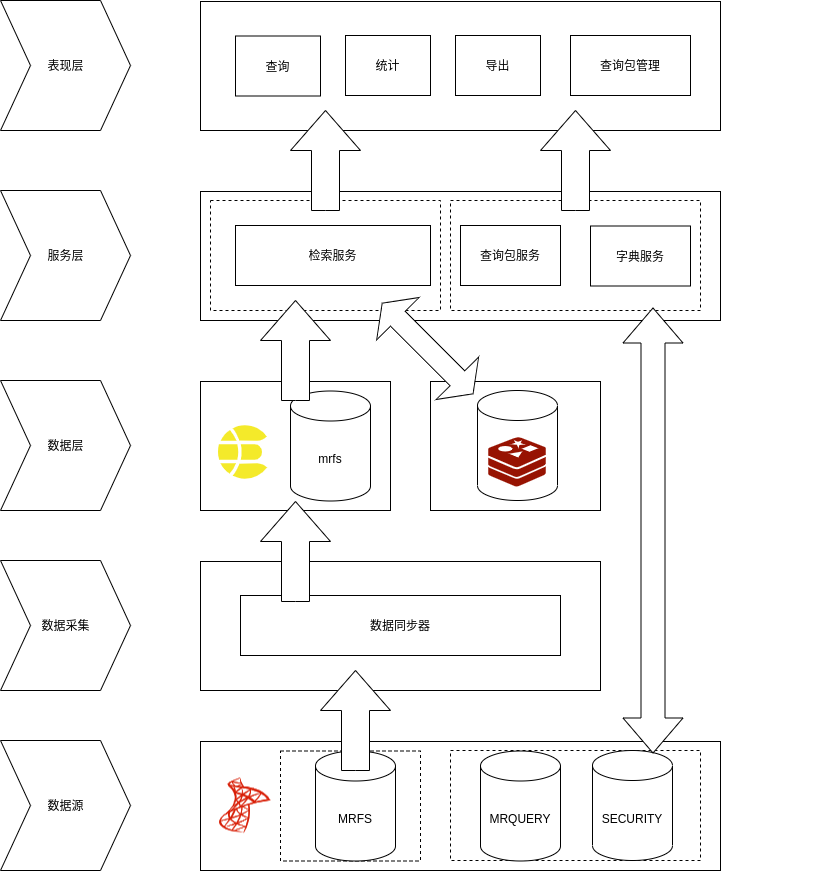 表现层
查询
统计
导出
查询包管理
服务层
检索服务
查询包服务
字典服务
数据层
mrfs
数据采集
数据同步器
数据源
MRFS
MRQUERY
SECURITY